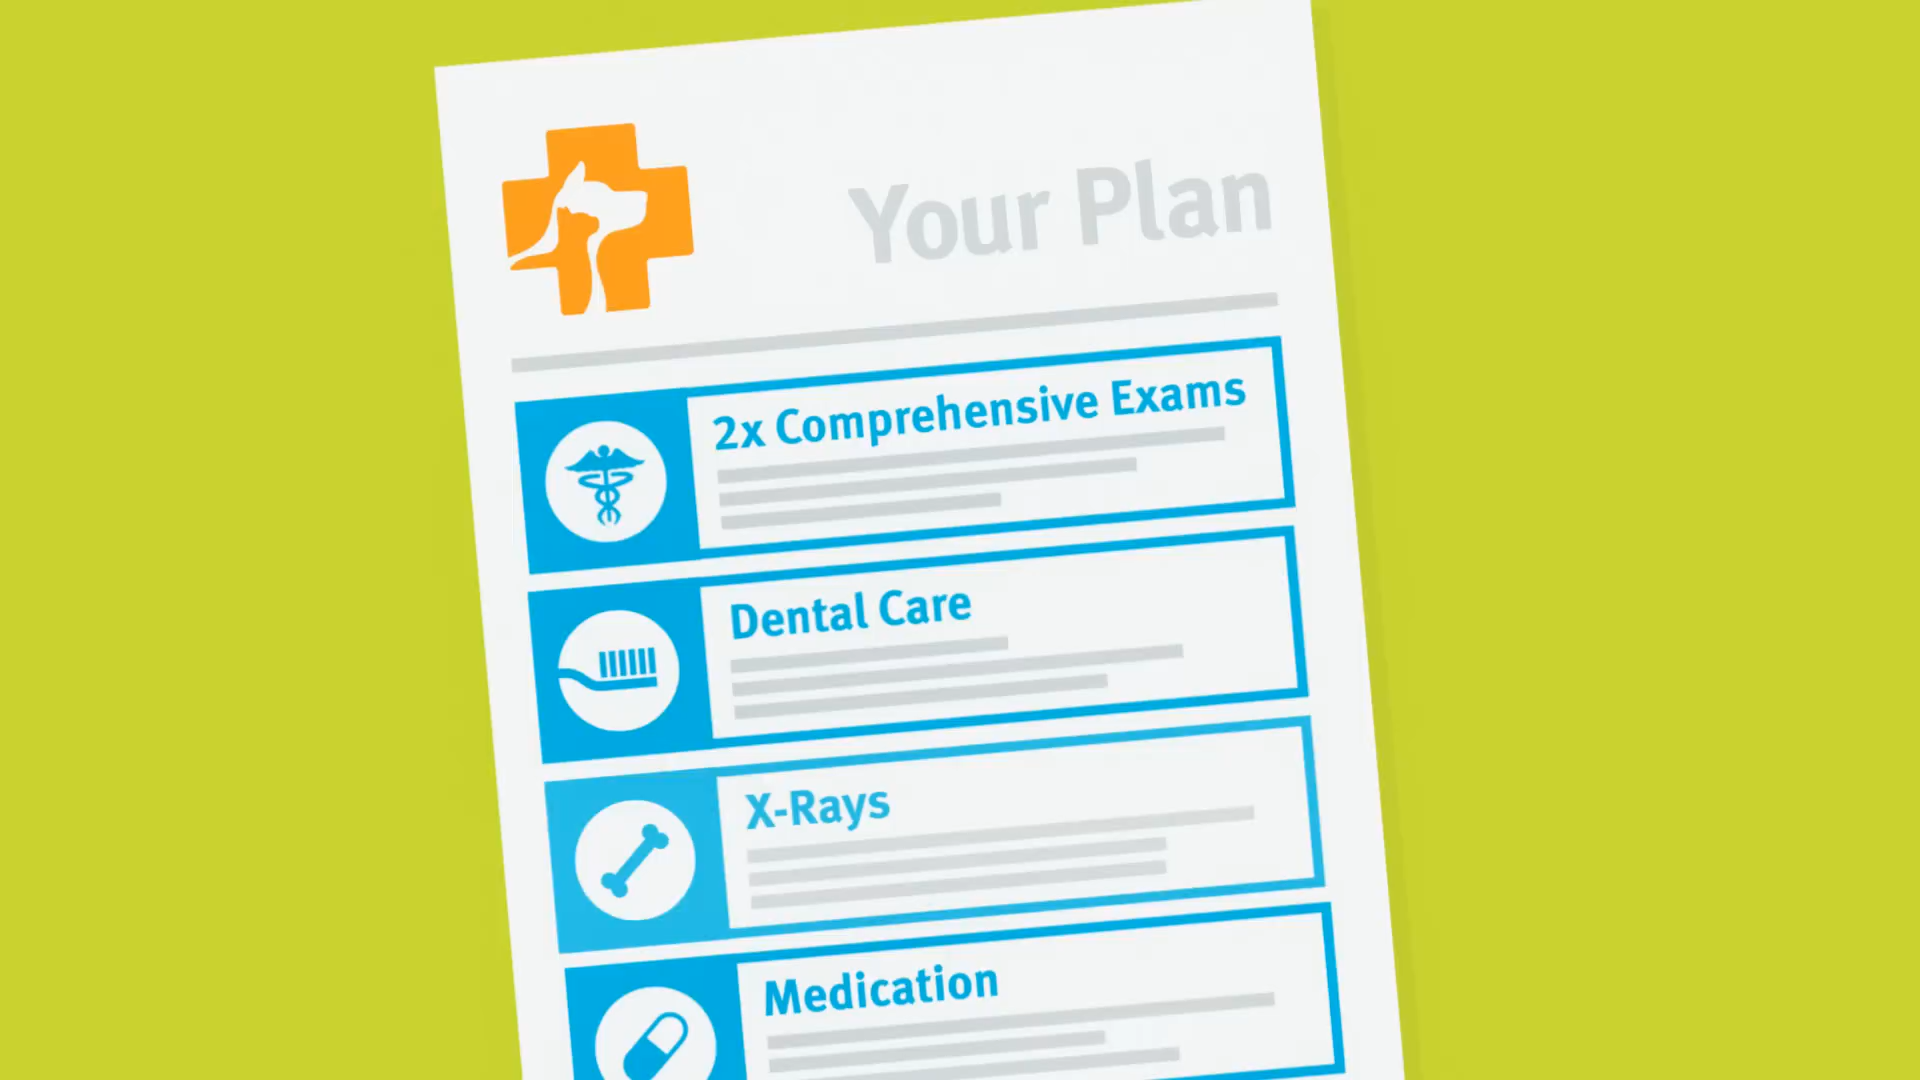 Your Plan
2x Comprehensive Exams
Dental Care
X-Rays
Medication